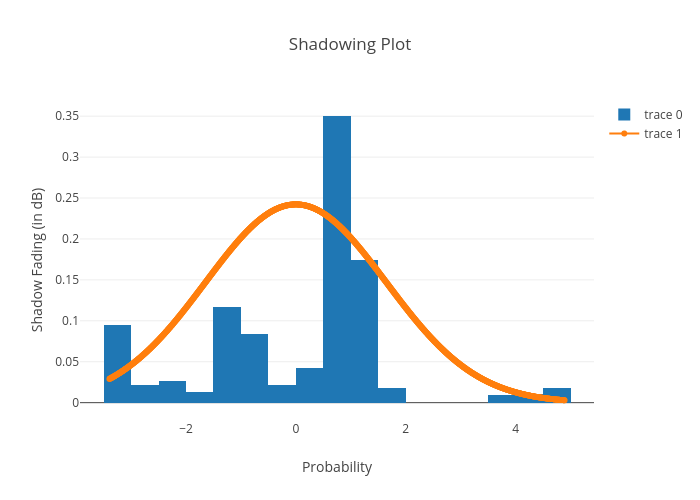 Shadowing Plot
trace 0
trace 1
0.35
0.3
0.25
0.2
0.15
0.1
0.05
0
Shadow Fading (in dB)
−2
0
2
4
Probability